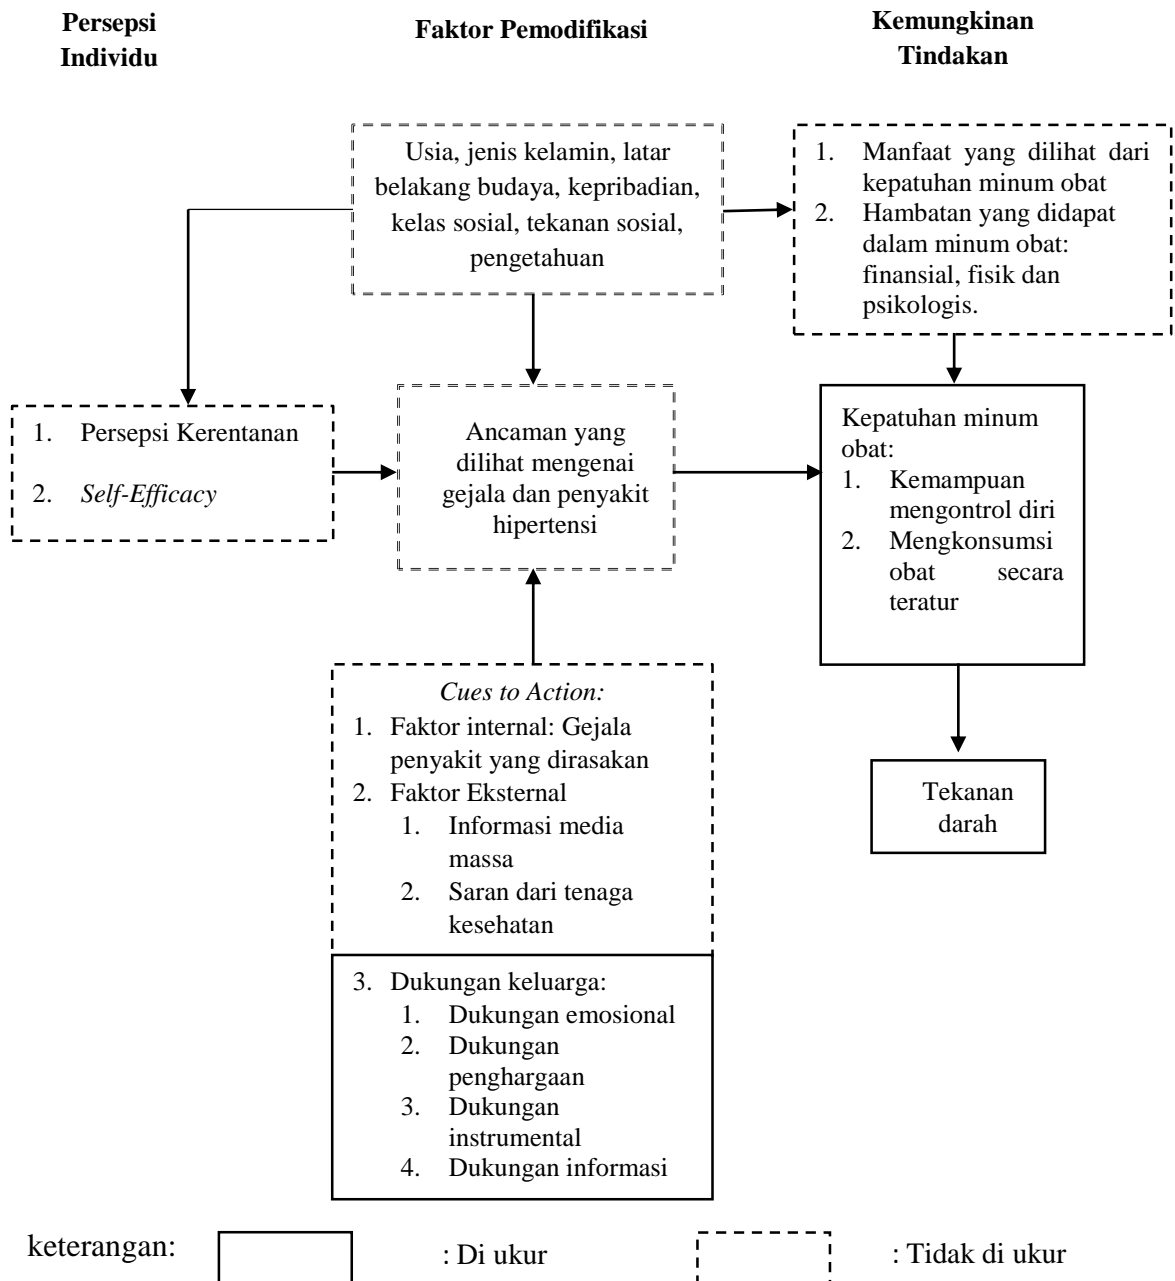 Persepsi
Individu
Faktor Pemodifikasi
Kemungkinan
Tindakan
Usia, jenis kelamin, latar
belakang budaya, kepribadian,
kelas sosial, tekanan sosial,
pengetahuan
1. Manfaat yang dilihat dari
kepatuhan minum obat
2. Hambatan yang didapat
dalam minum obat:
finansial, fisik dan
psikologis.
1. Persepsi Kerentanan
2. Self-Efficacy
Ancaman yang
dilihat mengenai
gejala dan penyakit
hipertensi
Kepatuhan minum
obat:
1. Kemampuan
mengontrol diri
2. Mengkonsumsi
obat secara
teratur
Cues to Action:
1. Faktor internal: Gejala
penyakit yang dirasakan
2. Faktor Eksternal
1. Informasi media
massa
2. Saran dari tenaga
kesehatan
Tekanan
darah
3. Dukungan keluarga:
1. Dukungan emosional
2. Dukungan
penghargaan
3. Dukungan
instrumental
4. Dukungan informasi
keterangan:
: Di ukur
: Tidak di ukur